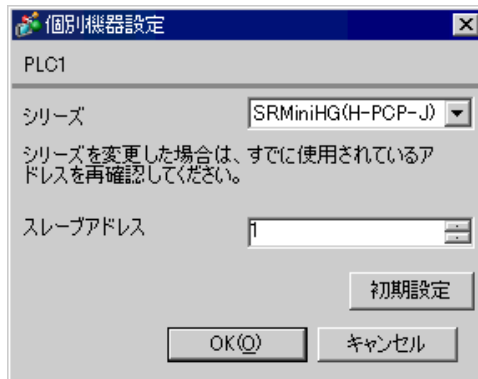 個別機器設定
PLC1
シリーズ SRMiniHG(H-PCP-J)
シリーズを変更した場合は、すでに使用されているア
ドレスを再確認してください。
スレーブアドレス 1
初期設定
OK(O) キャンセル